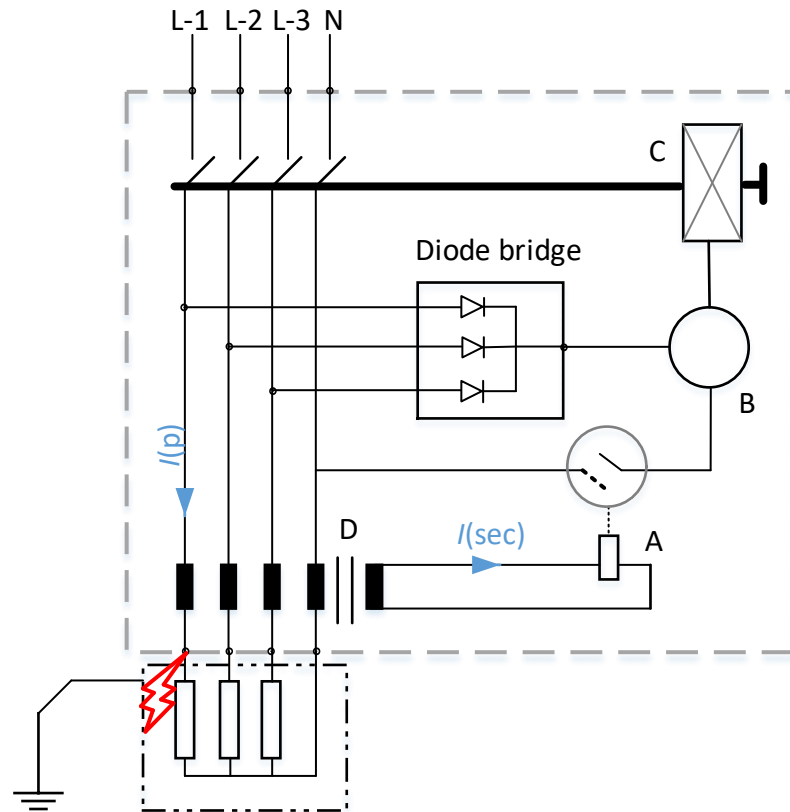 L-1 L-2 L-3 N
C
Diode bridge
B
I(p)
D
I(sec)
A